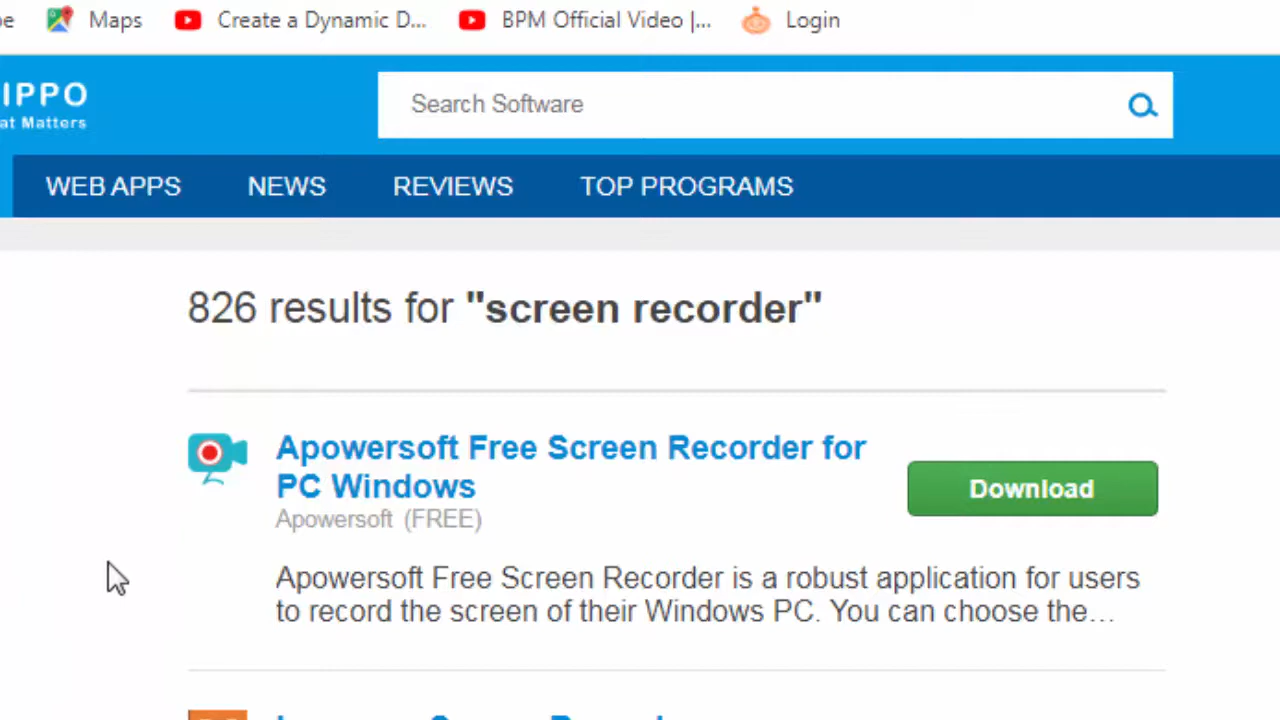 Maps Create a Dynamic D... BPM Official Video |... Login
IPPO
at Matters
Search Software
WEB APPS NEWS REVIEWS TOP PROGRAMS
826 results for "screen recorder"
Apowersoft Free Screen Recorder for
PC Windows
Apowersoft (FREE)
Download
Apowersoft Free Screen Recorder is a robust application for users
to record the screen of their Windows PC. You can choose the...